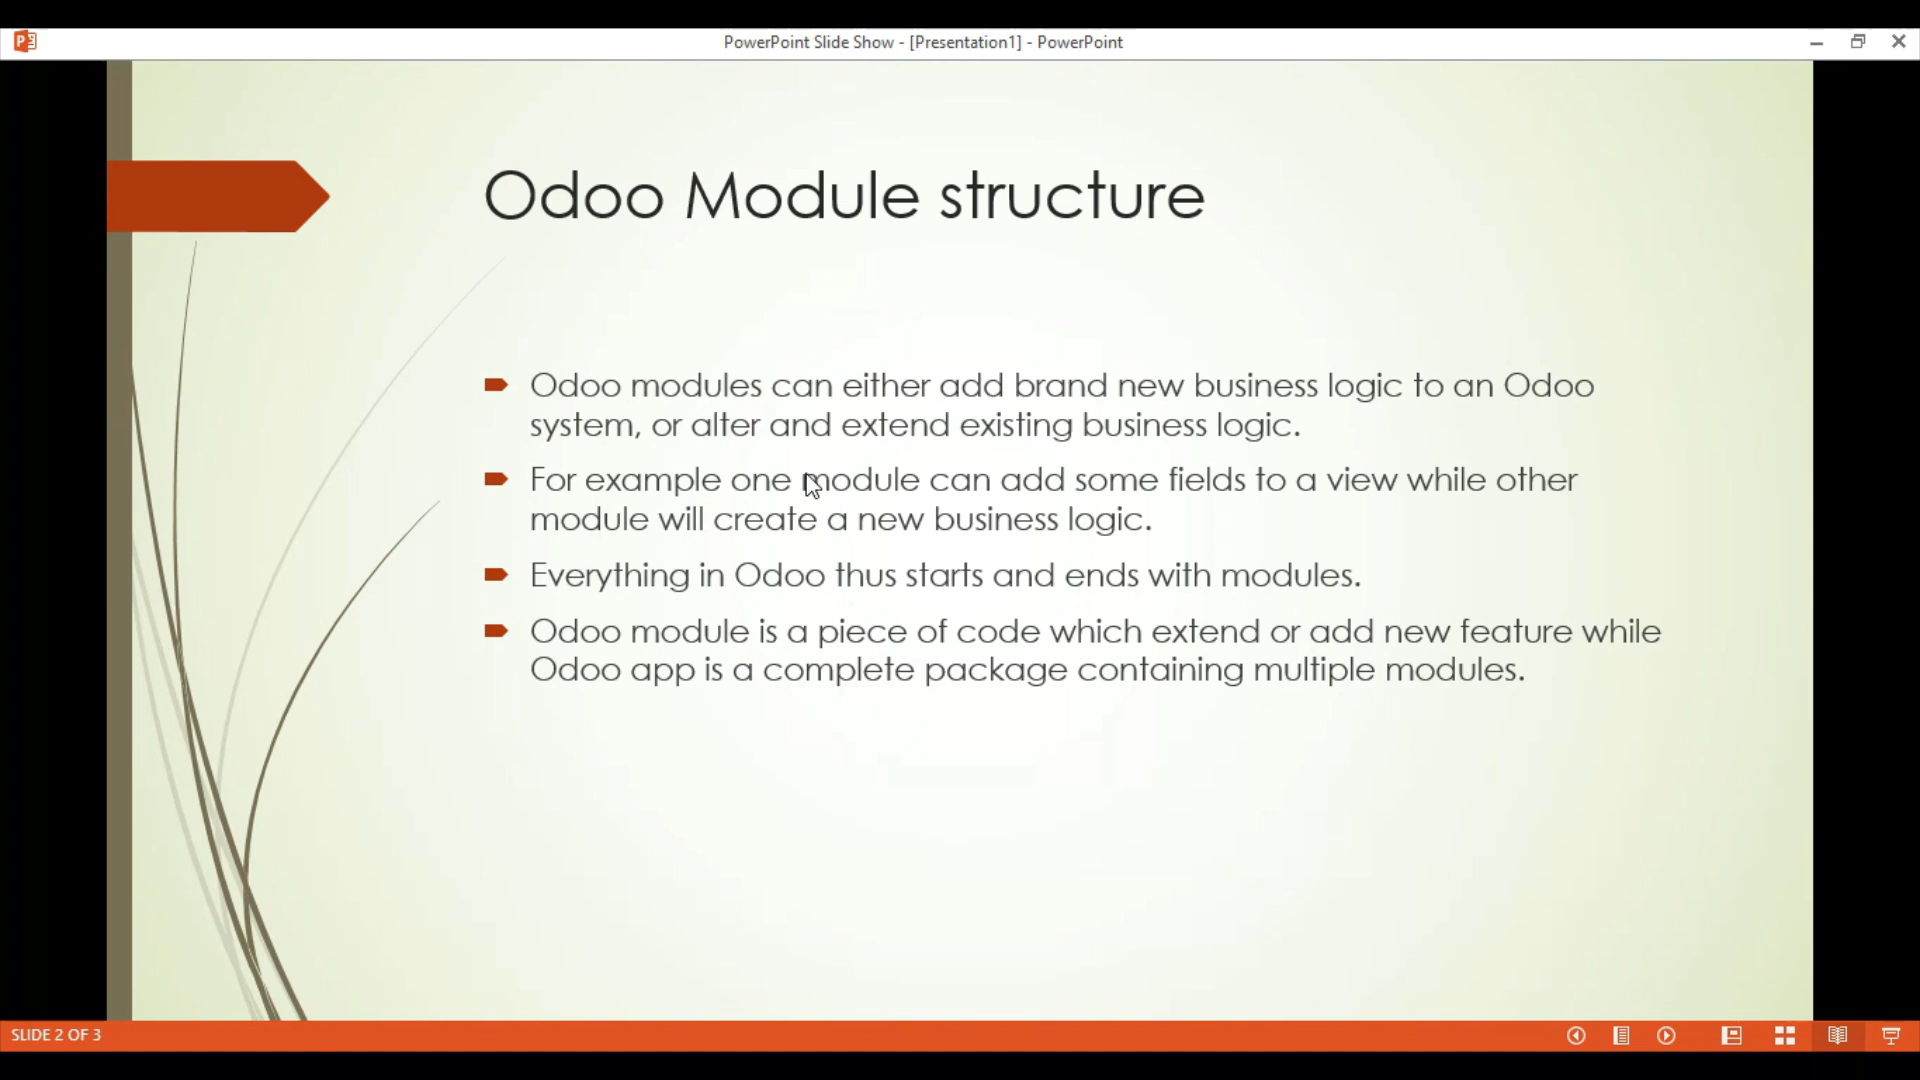 PowerPoint Slide Show - [Presentation1] - PowerPoint
Odoo Module structure
Odoo modules can either add brand new business logic to an Odoo
system, or alter and extend existing business logic.
For example one module can add some fields to a view while other
module will create a new business logic.
Everything in Odoo thus starts and ends with modules.
Odoo module is a piece of code which extend or add new feature while
Odoo app is a complete package containing multiple modules.
SLIDE 2 OF 3